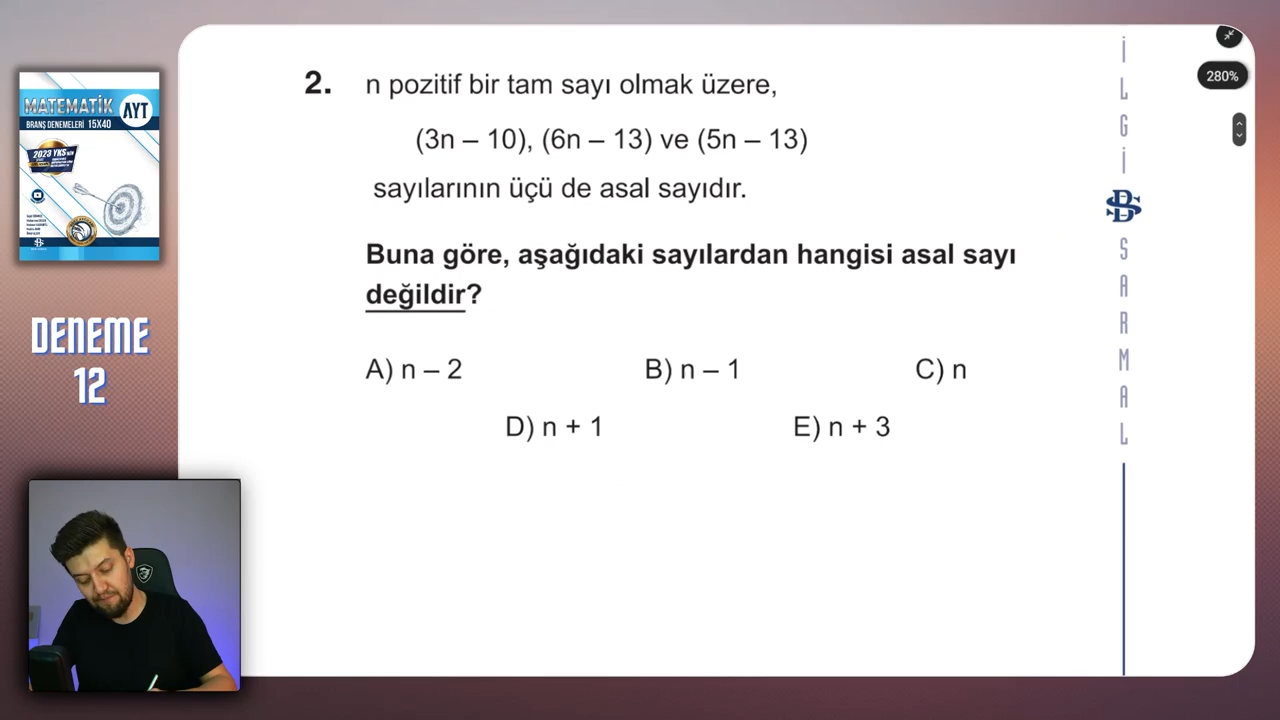 280%
MATEMATİK AYT
BRANŞ DENEMELERİ 15X40
2023 YKS'NİN
DENEME
12
2. n pozitif bir tam sayı olmak üzere,
(3n – 10), (6n – 13) ve (5n – 13)
sayılarının üçü de asal sayıdır.
Buna göre, aşağıdaki sayılardan hangisi asal sayı
değildir?
A) n – 2 B) n – 1 C) n
D) n + 1 E) n + 3
İLGİ SARMAL